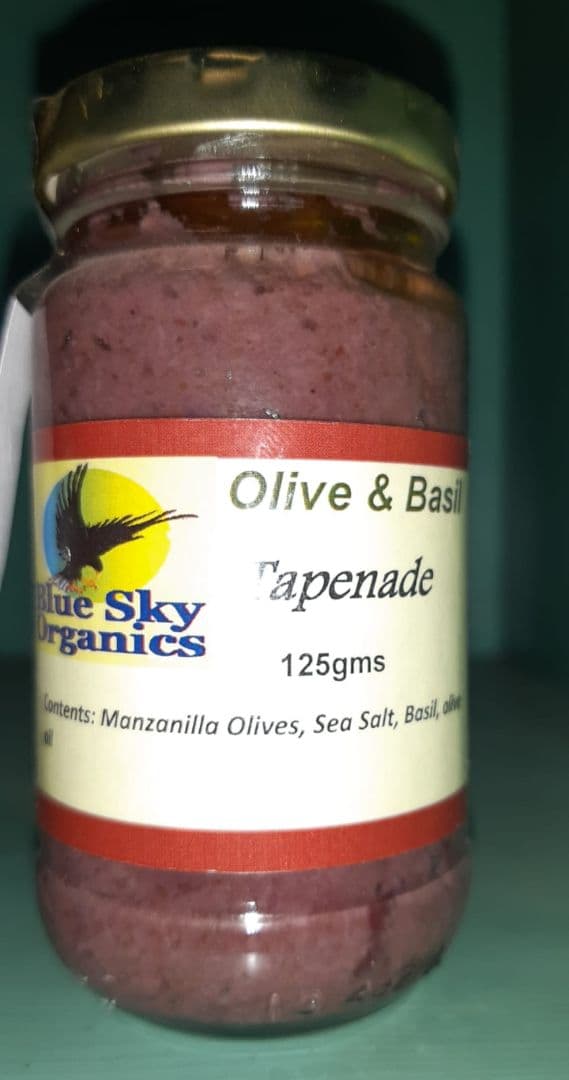 Olive & Basil
Tapenade
Blue Sky
Organics
125gms
Contents: Manzanilla Olives, Sea Salt, Basil, olive
oil